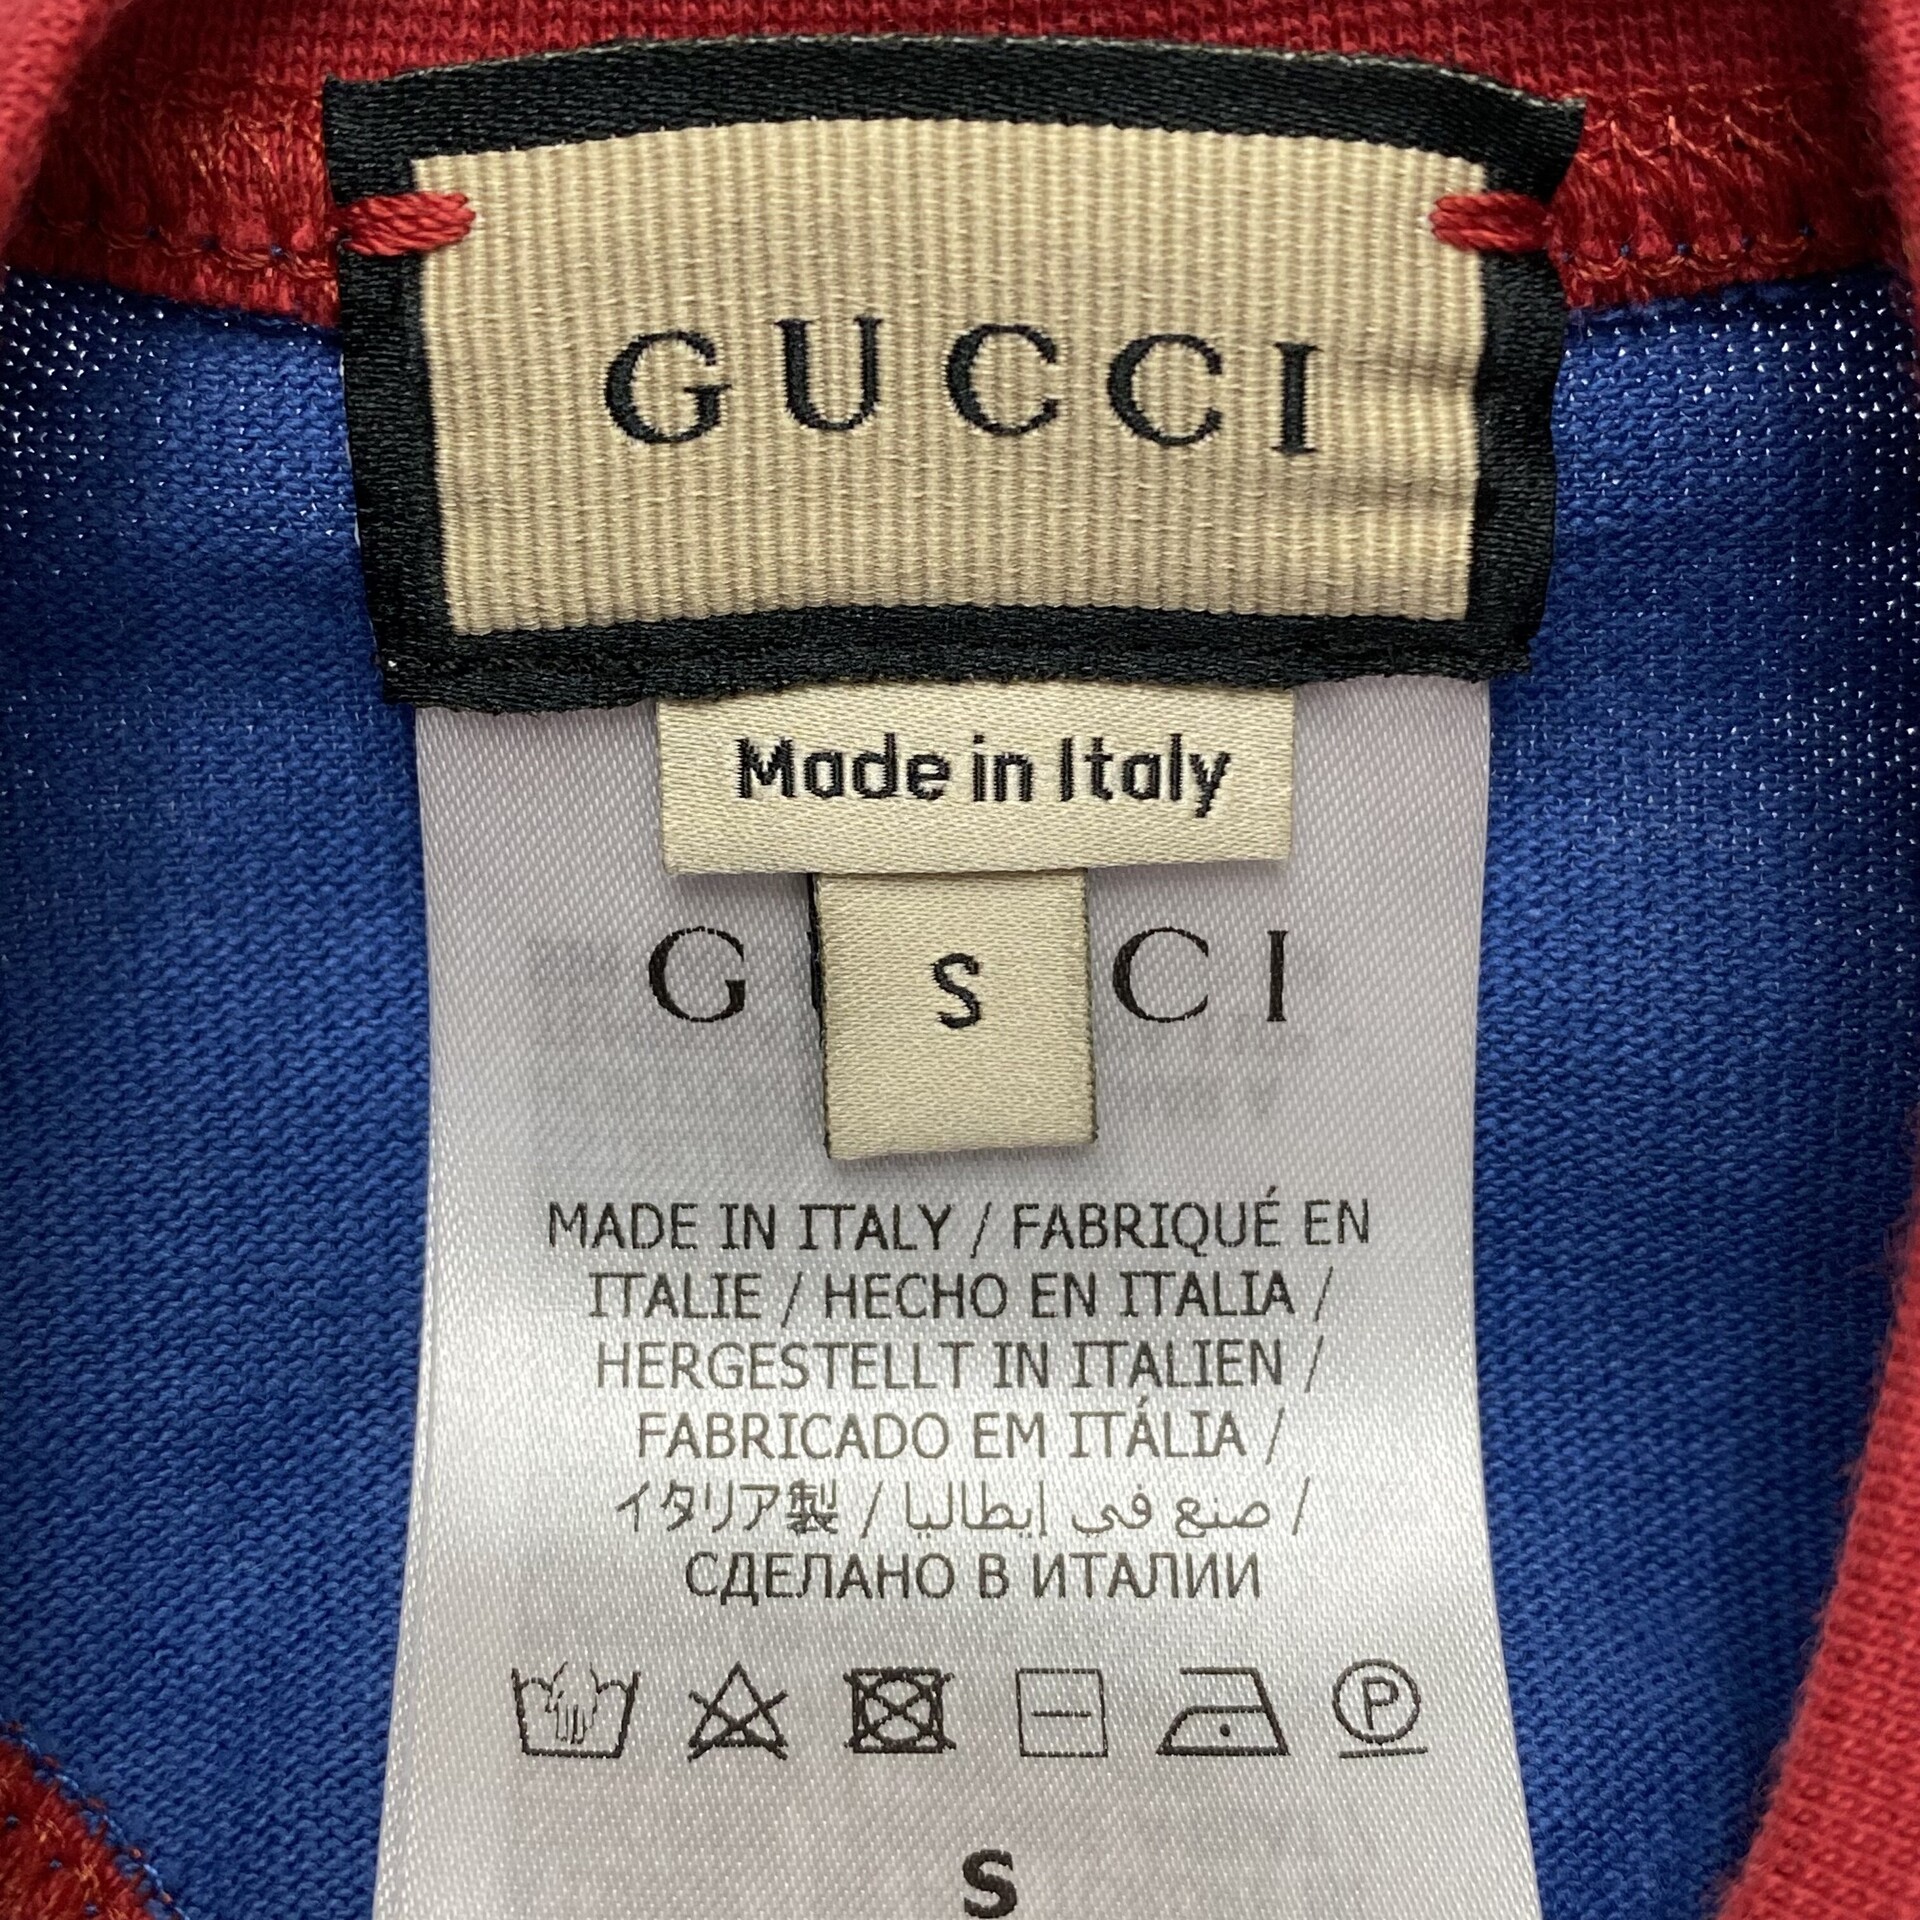 GUCCI
Made in Italy
G CI
S
MADE IN ITALY / FABRIQUÉ EN
ITALIE / HECHO EN ITALIA /
HERGESTELLT IN ITALIEN /
FABRICADO EM ITÁLIA /
イタリア製 / صنع في إيطاليا /
СДЕЛАНО В ИТАЛИИ
P
S